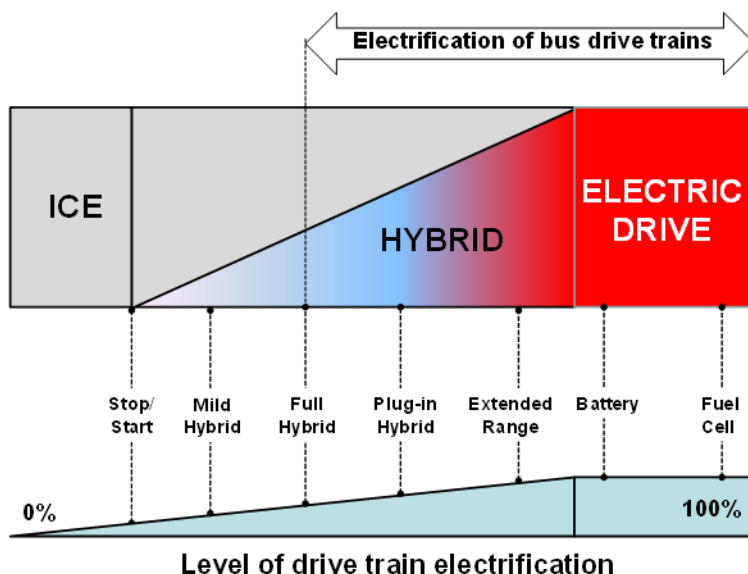 Electrification of bus drive trains
ICE
HYBRID
ELECTRIC
DRIVE
Stop/
Start
Mild
Hybrid
Full
Hybrid
Plug-in
Hybrid
Extended
Range
Battery
Fuel
Cell
0%
100%
Level of drive train electrification